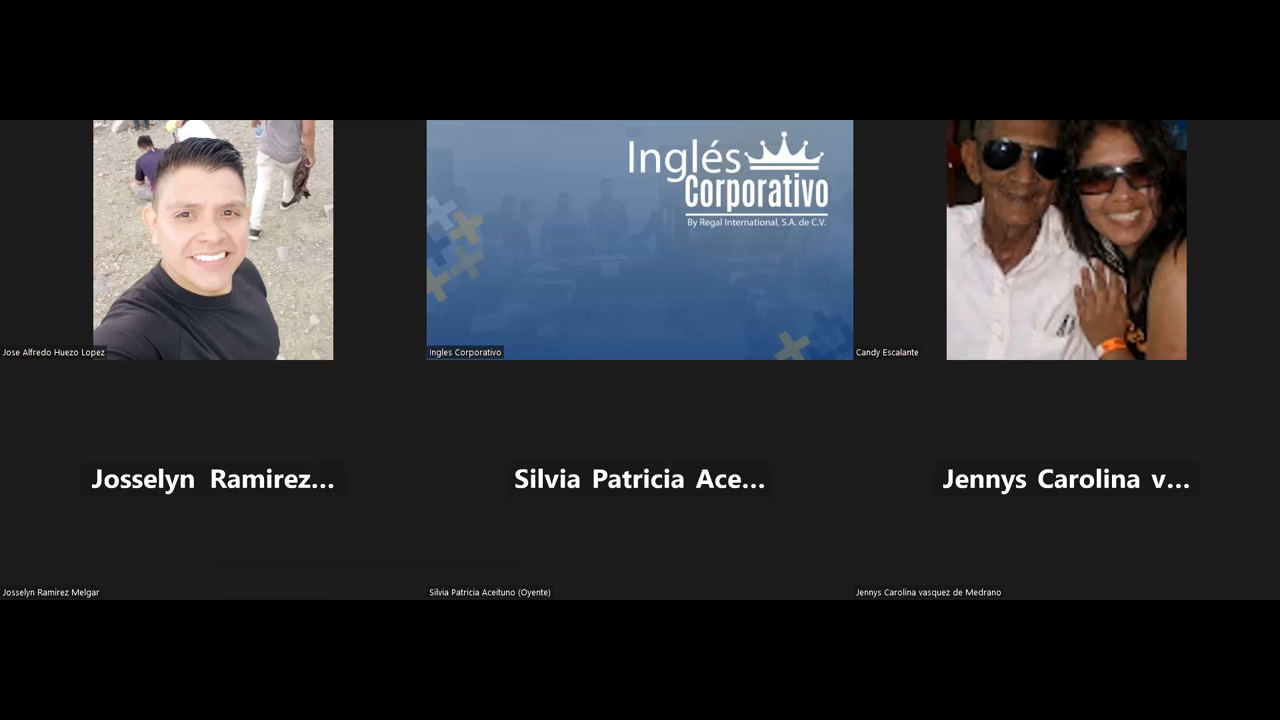 Inglés
Corporativo
By Regal International, S.A. de C.V.
Jose Alfredo Huezo Lopez
Ingles Corporativo
Candy Escalante
Josselyn Ramirez...
Silvia Patricia Ace...
Jennys Carolina v...
Josselyn Ramirez Melgar
Silvia Patricia Aceituno (Oyente)
Jennys Carolina vasquez de Medrano